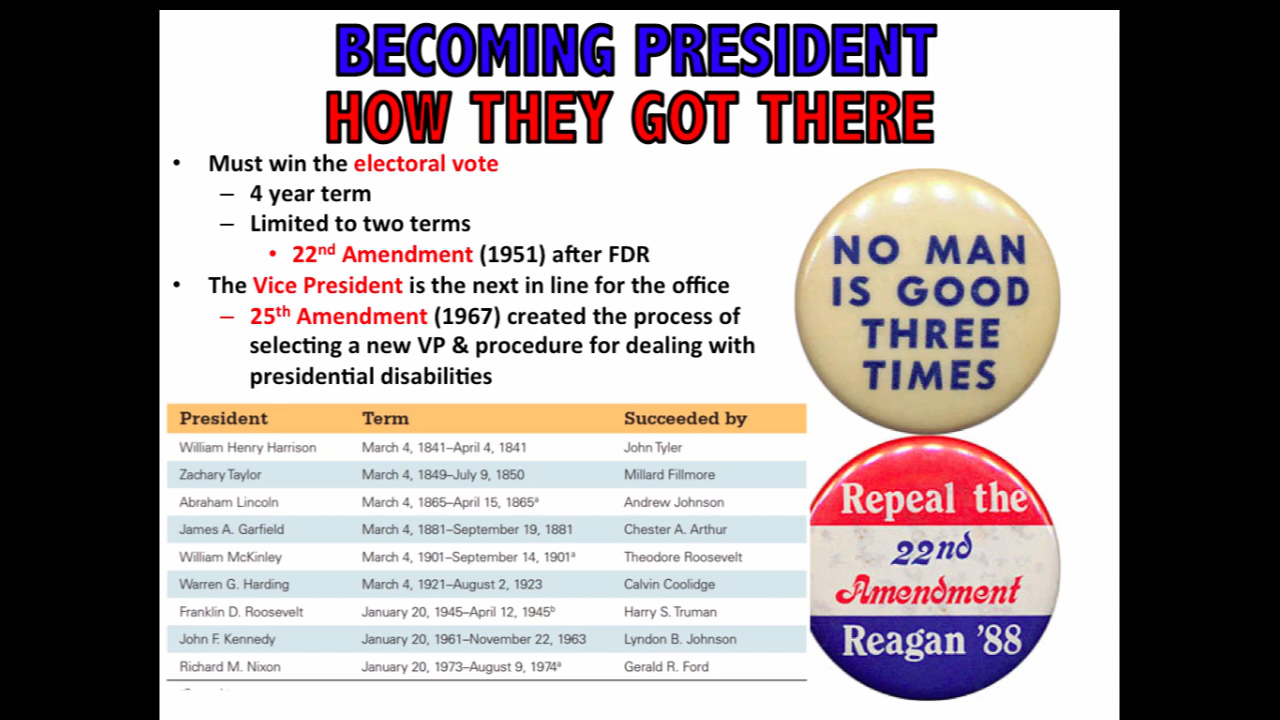 BECOMING PRESIDENT
HOW THEY GOT THERE
• Must win the electoral vote
– 4 year term
– Limited to two terms
• 22nd Amendment (1951) after FDR
• The Vice President is the next in line for the office
– 25th Amendment (1967) created the process of
selecting a new VP & procedure for dealing with
presidential disabilities
President Term Succeeded by
William Henry Harrison March 4, 1841–April 4, 1841 John Tyler
Zachary Taylor March 4, 1849–July 9, 1850 Millard Fillmore
Abraham Lincoln March 4, 1865–April 15, 1865ᵃ Andrew Johnson
James A. Garfield March 4, 1881–September 19, 1881 Chester A. Arthur
William McKinley March 4, 1901–September 14, 1901ᵃ Theodore Roosevelt
Warren G. Harding March 4, 1921–August 2, 1923 Calvin Coolidge
Franklin D. Roosevelt January 20, 1945–April 12, 1945ᵇ Harry S. Truman
John F. Kennedy January 20, 1961–November 22, 1963 Lyndon B. Johnson
Richard M. Nixon January 20, 1973–August 9, 1974ᵃ Gerald R. Ford
NO MAN
IS GOOD
THREE
TIMES
Repeal the
22nd
Amendment
Reagan '88